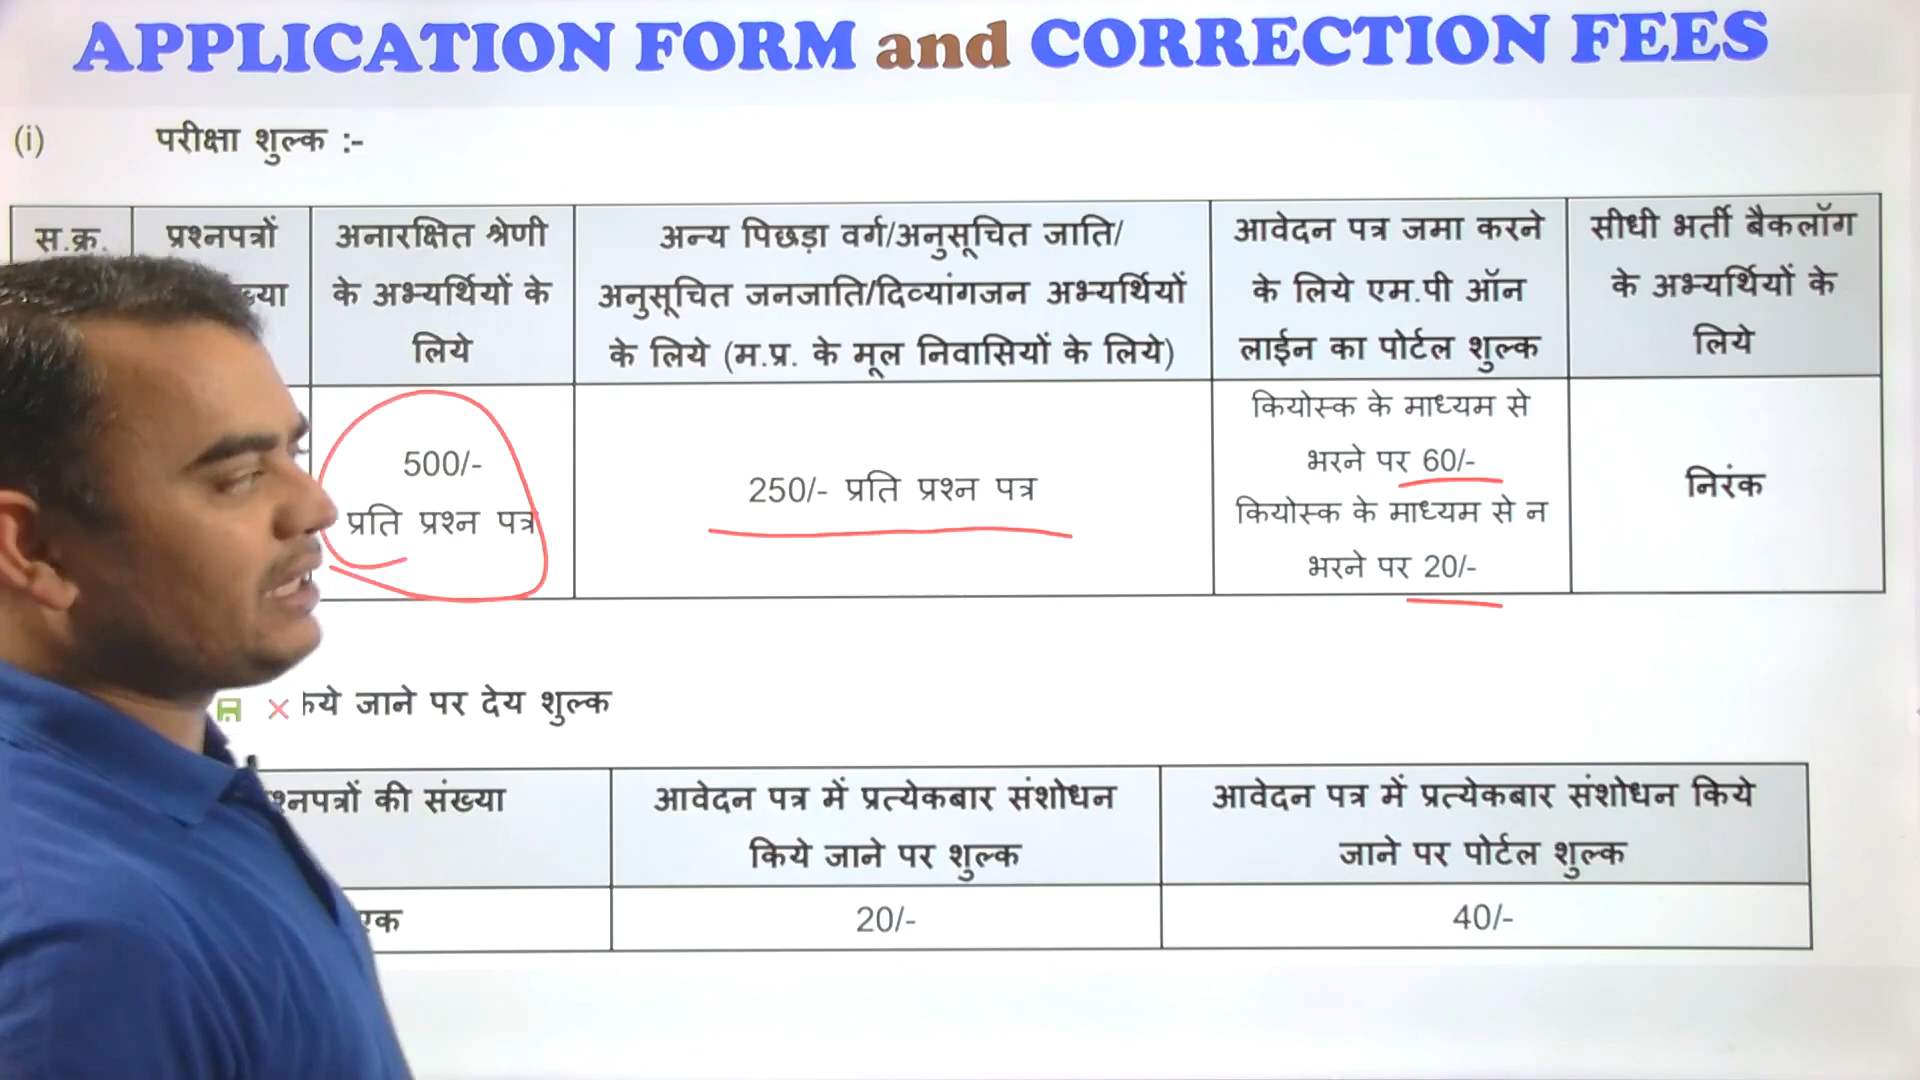 APPLICATION FORM and CORRECTION FEES
(i) परीक्षा शुल्क :-
स.क्र.
प्रश्नपत्रों
अनारक्षित श्रेणी
के अभ्यर्थियों के
लिये
अन्य पिछड़ा वर्ग/अनुसूचित जाति/
अनुसूचित जनजाति/दिव्यांगजन अभ्यर्थियों
के लिये (म.प्र. के मूल निवासियों के लिये)
आवेदन पत्र जमा करने
के लिये एम.पी ऑन
लाईन का पोर्टल शुल्क
सीधी भर्ती बैकलॉग
के अभ्यर्थियों के
लिये
500/-
प्रति प्रश्न पत्र
250/- प्रति प्रश्न पत्र
कियोस्क के माध्यम से
भरने पर 60/-
कियोस्क के माध्यम से न
भरने पर 20/-
निरंक
जाने पर देय शुल्क
की संख्या
आवेदन पत्र में प्रत्येकबार संशोधन
किये जाने पर शुल्क
आवेदन पत्र में प्रत्येकबार संशोधन किये
जाने पर पोर्टल शुल्क
एक
20/-
40/-